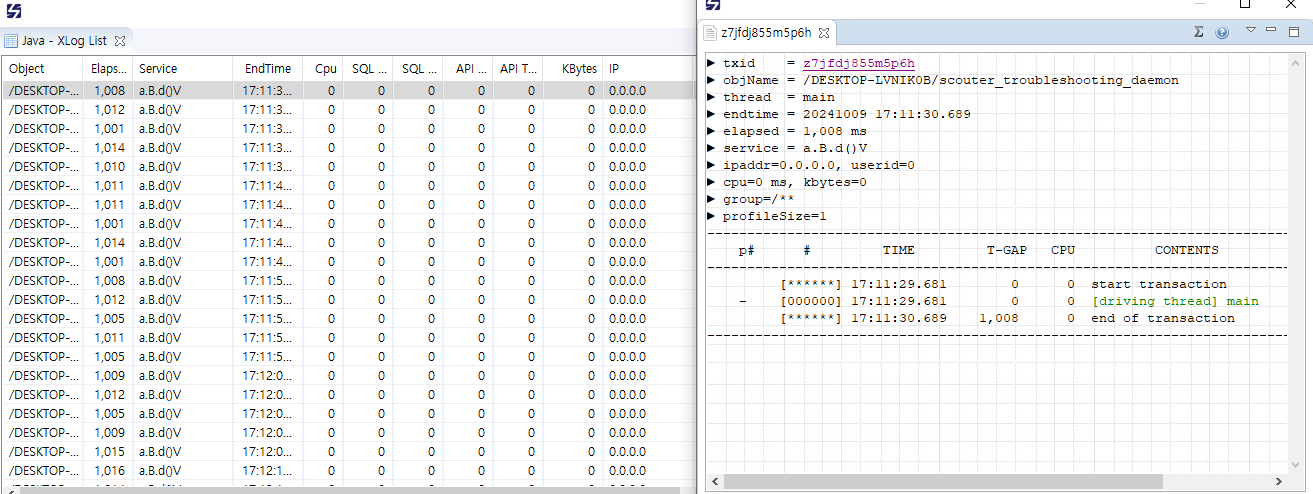 Java - XLog List
Object Elaps... Service EndTime Cpu SQL ... SQL ... API ... API T... KBytes IP
/DESKTOP-... 1,008 a.B.d()V 17:11:3... 0 0 0 0 0 0 0.0.0.0
/DESKTOP-... 1,012 a.B.d()V 17:11:3... 0 0 0 0 0 0 0.0.0.0
/DESKTOP-... 1,001 a.B.d()V 17:11:3... 0 0 0 0 0 0 0.0.0.0
/DESKTOP-... 1,014 a.B.d()V 17:11:3... 0 0 0 0 0 0 0.0.0.0
/DESKTOP-... 1,010 a.B.d()V 17:11:3... 0 0 0 0 0 0 0.0.0.0
/DESKTOP-... 1,011 a.B.d()V 17:11:4... 0 0 0 0 0 0 0.0.0.0
/DESKTOP-... 1,011 a.B.d()V 17:11:4... 0 0 0 0 0 0 0.0.0.0
/DESKTOP-... 1,001 a.B.d()V 17:11:4... 0 0 0 0 0 0 0.0.0.0
/DESKTOP-... 1,014 a.B.d()V 17:11:4... 0 0 0 0 0 0 0.0.0.0
/DESKTOP-... 1,001 a.B.d()V 17:11:4... 0 0 0 0 0 0 0.0.0.0
/DESKTOP-... 1,008 a.B.d()V 17:11:5... 0 0 0 0 0 0 0.0.0.0
/DESKTOP-... 1,012 a.B.d()V 17:11:5... 0 0 0 0 0 0 0.0.0.0
/DESKTOP-... 1,005 a.B.d()V 17:11:5... 0 0 0 0 0 0 0.0.0.0
/DESKTOP-... 1,011 a.B.d()V 17:11:5... 0 0 0 0 0 0 0.0.0.0
/DESKTOP-... 1,005 a.B.d()V 17:11:5... 0 0 0 0 0 0 0.0.0.0
/DESKTOP-... 1,009 a.B.d()V 17:12:0... 0 0 0 0 0 0 0.0.0.0
/DESKTOP-... 1,012 a.B.d()V 17:12:0... 0 0 0 0 0 0 0.0.0.0
/DESKTOP-... 1,005 a.B.d()V 17:12:0... 0 0 0 0 0 0 0.0.0.0
/DESKTOP-... 1,009 a.B.d()V 17:12:0... 0 0 0 0 0 0 0.0.0.0
/DESKTOP-... 1,015 a.B.d()V 17:12:0... 0 0 0 0 0 0 0.0.0.0
/DESKTOP-... 1,016 a.B.d()V 17:12:1... 0 0 0 0 0 0 0.0.0.0
z7jfdj855m5p6h
► txid = z7jfdj855m5p6h
► objName = /DESKTOP-LVNIK0B/scouter_troubleshooting_daemon
► thread = main
► endtime = 20241009 17:11:30.689
► elapsed = 1,008 ms
► service = a.B.d()V
► ipaddr=0.0.0.0, userid=0
► cpu=0 ms, kbytes=0
► group=/**
► profileSize=1
p# # TIME T-GAP CPU CONTENTS
[******] 17:11:29.681 0 0 start transaction
- [000000] 17:11:29.681 0 0 [driving thread] main
[******] 17:11:30.689 1,008 0 end of transaction